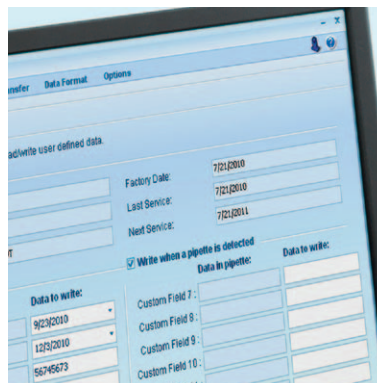 nsfer Data Format Options
ad/write user defined data.
Factory Date: 7/21/2010
Last Service: 7/21/2010
Next Service: 7/21/2011
Write when a pipette is detected
Data to write: Data in pipette: Data to write:
9/23/2010 Custom Field 7 :
12/3/2010 Custom Field 8 :
56745673 Custom Field 9 :
Custom Field 10 :